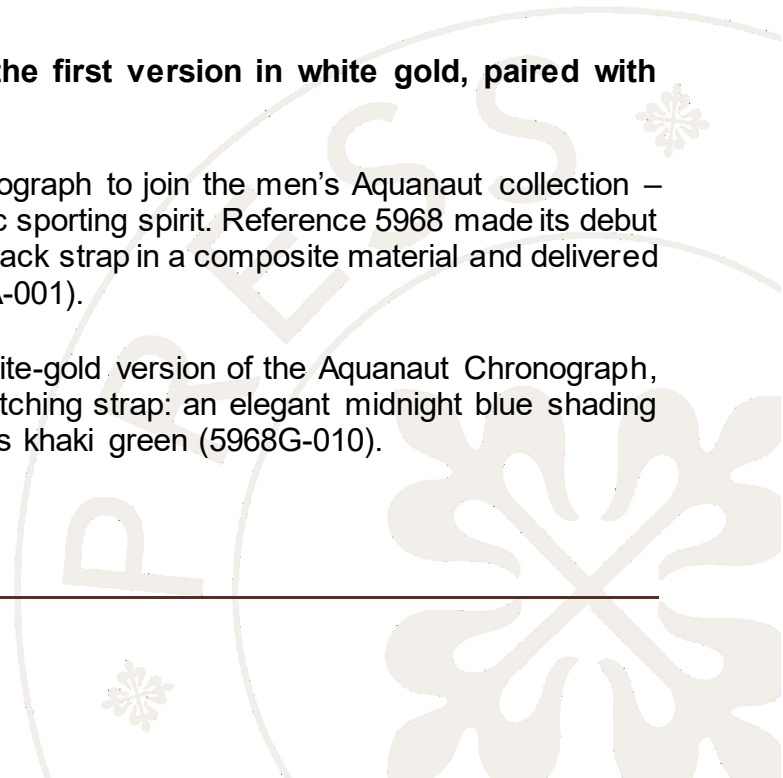 the first version in white gold, paired with
ograph to join the men's Aquanaut collection –
c sporting spirit. Reference 5968 made its debut
ack strap in a composite material and delivered
-001).
ite-gold version of the Aquanaut Chronograph,
tching strap: an elegant midnight blue shading
s khaki green (5968G-010).
PRESS